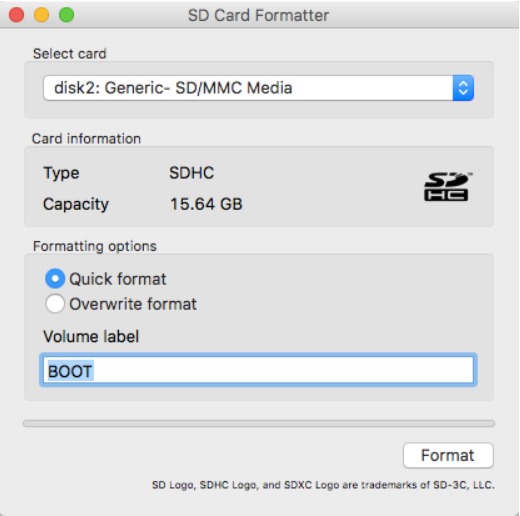 SD Card Formatter
Select card
disk2: Generic- SD/MMC Media
Card information
Type SDHC
SD
HC
Capacity 15.64 GB
Formatting options
Quick format
Overwrite format
Volume label
BOOT
Format
SD Logo, SDHC Logo, and SDXC Logo are trademarks of SD-3C, LLC.